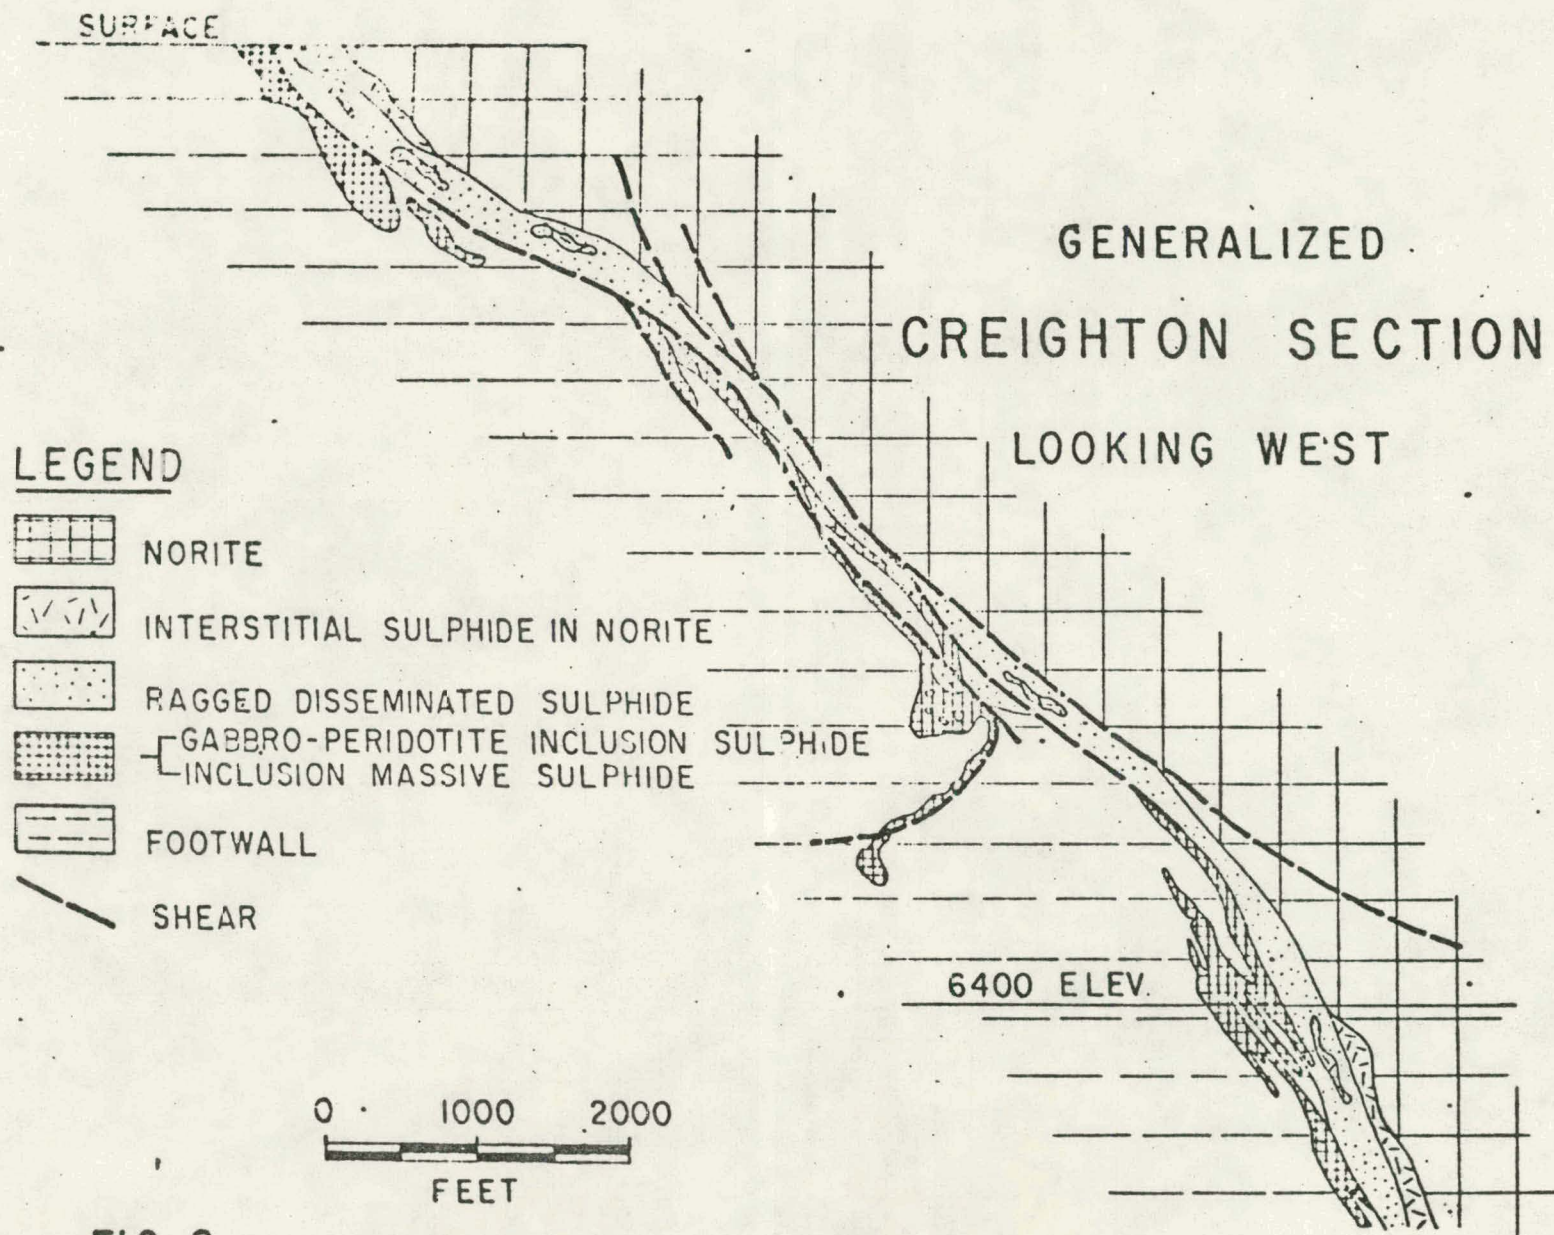 SURFACE
GENERALIZED
CREIGHTON SECTION
LOOKING WEST
LEGEND
NORITE
INTERSTITIAL SULPHIDE IN NORITE
RAGGED DISSEMINATED SULPHIDE
GABBRO-PERIDOTITE INCLUSION SULPHIDE
INCLUSION MASSIVE SULPHIDE
FOOTWALL
SHEAR
6400 ELEV.
0 1000 2000
FEET